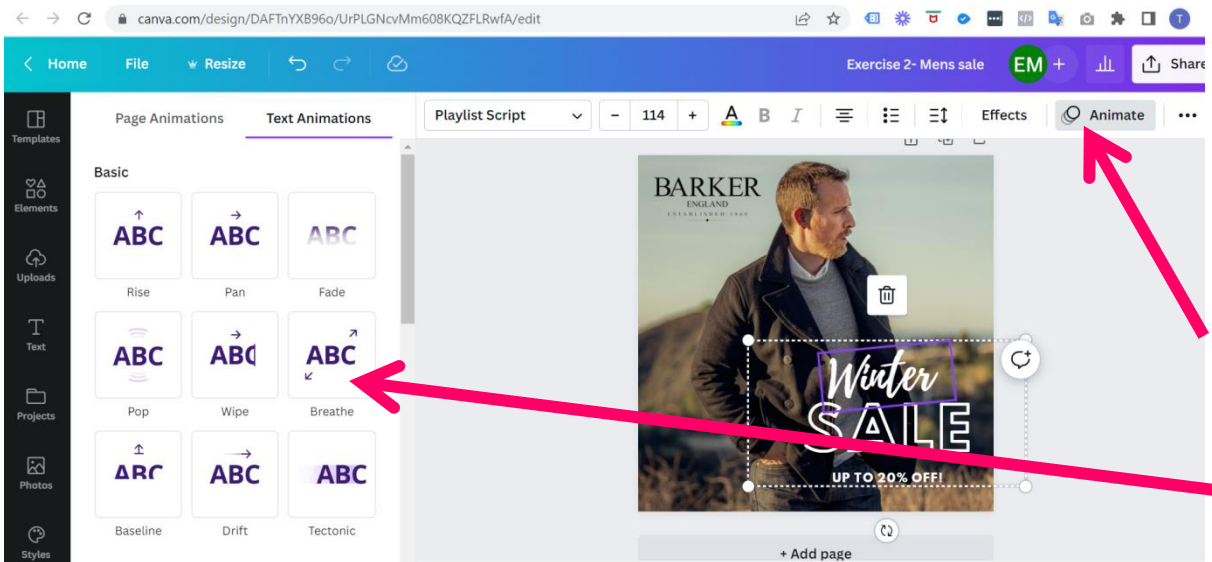 canva.com/design/DAFTnYXB96o/UrPLGNcvMm608KQZFLRwfA/edit
Home File Resize Exercise 2- Mens sale EM + Share
Templates
Elements
Uploads
Text
Projects
Photos
Styles
Page Animations Text Animations
Basic
ABC ABC ABC
Rise Pan Fade
ABC ABC ABC
Pop Wipe Breathe
ABC ABC ABC
Baseline Drift Tectonic
Playlist Script - 114 + A B I Effects Animate
BARKER
ENGLAND
ESTABLISHED 1880
Winter
SALE
UP TO 20% OFF!
+ Add page
T